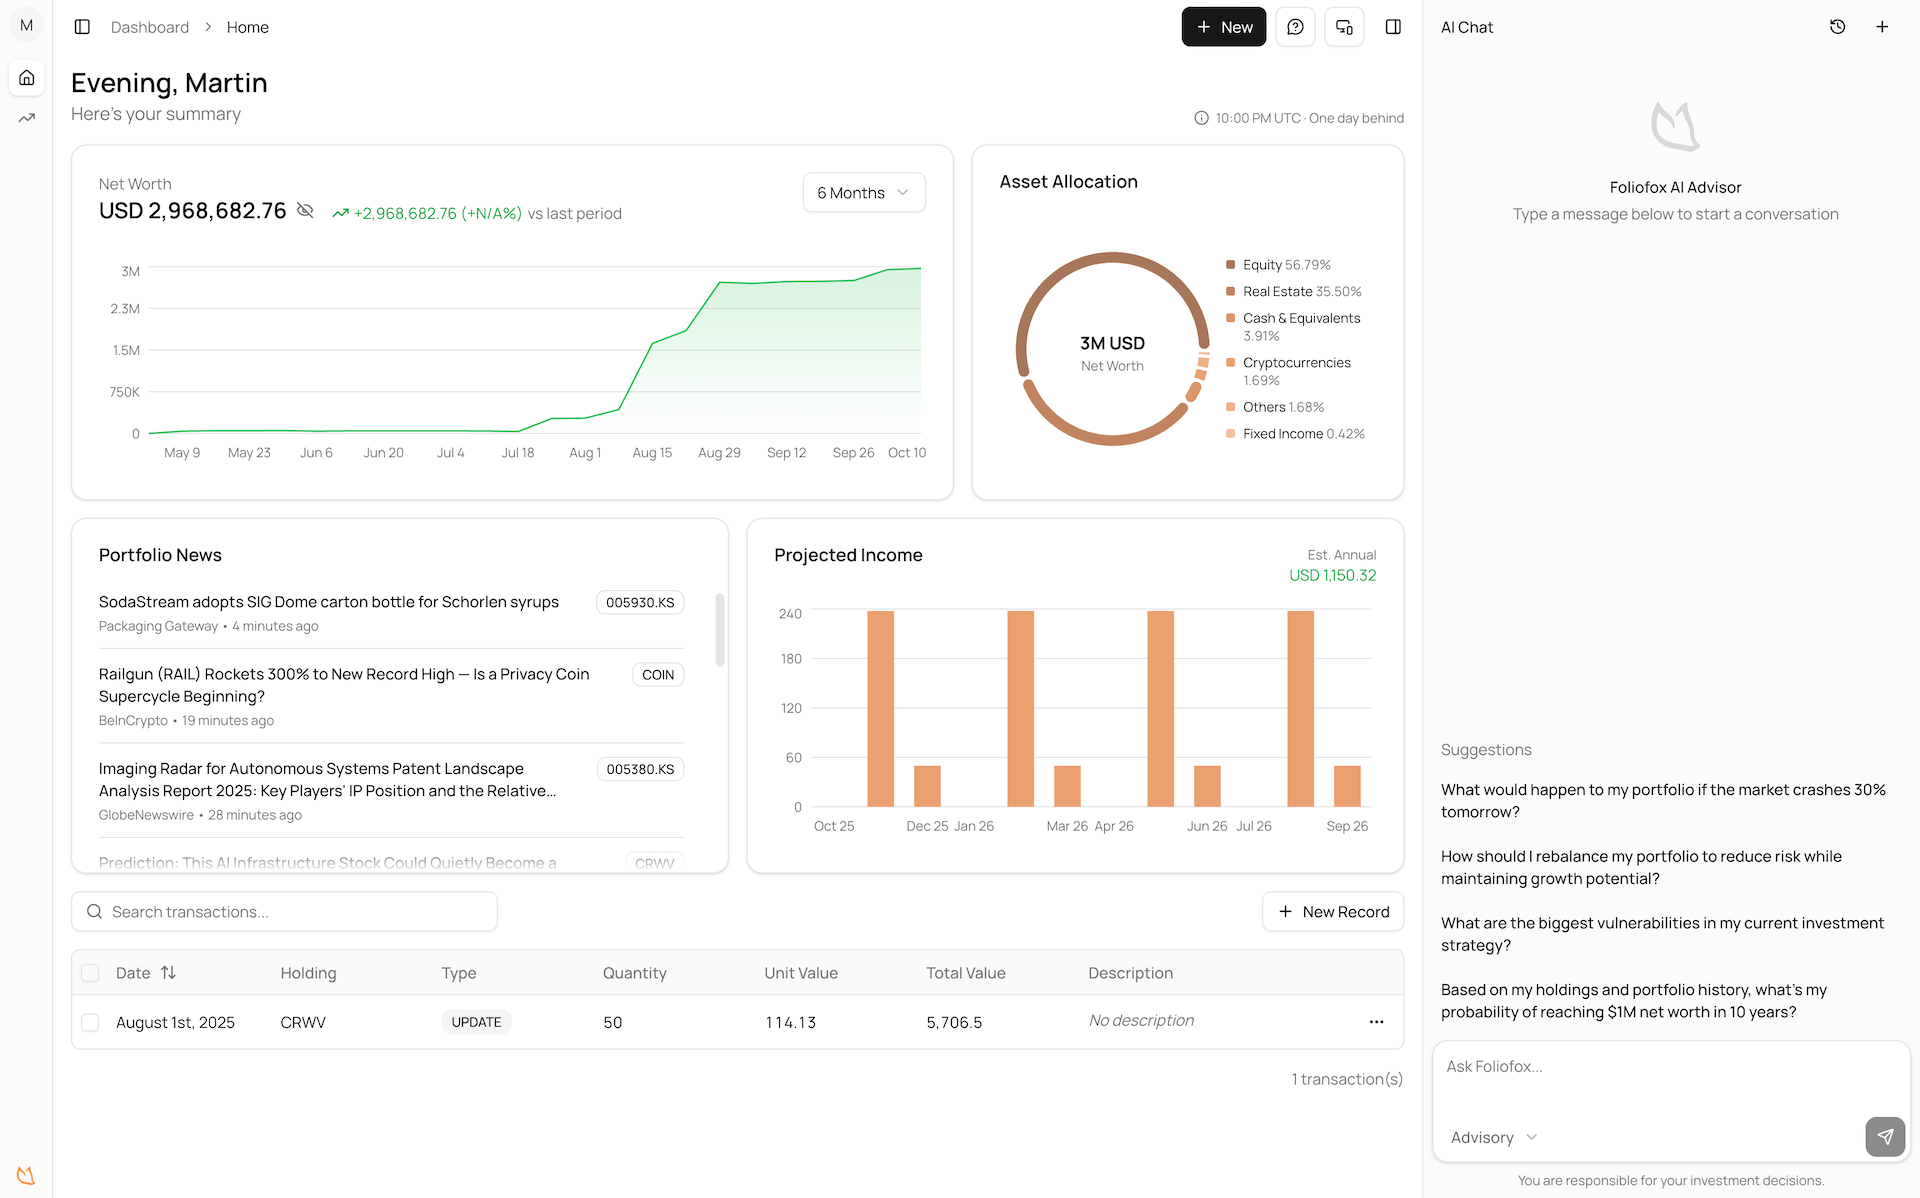 M
Dashboard > Home
+ New
Evening, Martin
Here's your summary
10:00 PM UTC · One day behind
Net Worth
USD 2,968,682.76
+2,968,682.76 (+N/A%) vs last period
6 Months
3M
2.3M
1.5M
750K
0
May 9 May 23 Jun 6 Jun 20 Jul 4 Jul 18 Aug 1 Aug 15 Aug 29 Sep 12 Sep 26 Oct 10
Asset Allocation
3M USD
Net Worth
Equity 56.79%
Real Estate 35.50%
Cash & Equivalents
3.91%
Cryptocurrencies
1.69%
Others 1.68%
Fixed Income 0.42%
Portfolio News
SodaStream adopts SIG Dome carton bottle for Schorlen syrups
005930.KS
Packaging Gateway • 4 minutes ago
Railgun (RAIL) Rockets 300% to New Record High — Is a Privacy Coin
Supercycle Beginning?
COIN
BeInCrypto • 19 minutes ago
Imaging Radar for Autonomous Systems Patent Landscape
Analysis Report 2025: Key Players' IP Position and the Relative...
005380.KS
GlobeNewswire • 28 minutes ago
Prediction: This AI Infrastructure Stock Could Quietly Become a
CRWV
Projected Income
Est. Annual
USD 1,150.32
240
180
120
60
0
Oct 25 Dec 25 Jan 26 Mar 26 Apr 26 Jun 26 Jul 26 Sep 26
Search transactions...
+ New Record
Date Holding Type Quantity Unit Value Total Value Description
August 1st, 2025 CRWV UPDATE 50 114.13 5,706.5 No description
1 transaction(s)
AI Chat
Foliofox AI Advisor
Type a message below to start a conversation
Suggestions
What would happen to my portfolio if the market crashes 30%
tomorrow?
How should I rebalance my portfolio to reduce risk while
maintaining growth potential?
What are the biggest vulnerabilities in my current investment
strategy?
Based on my holdings and portfolio history, what's my
probability of reaching $1M net worth in 10 years?
Ask Foliofox...
Advisory
You are responsible for your investment decisions.